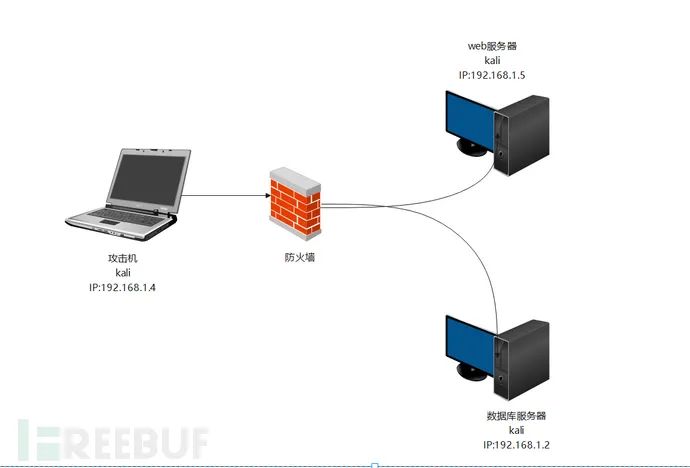 web服务器
kali
IP:192.168.1.5
攻击机
kali
IP:192.168.1.4
防火墙
数据库服务器
kali
IP:192.168.1.2
FREEBUF